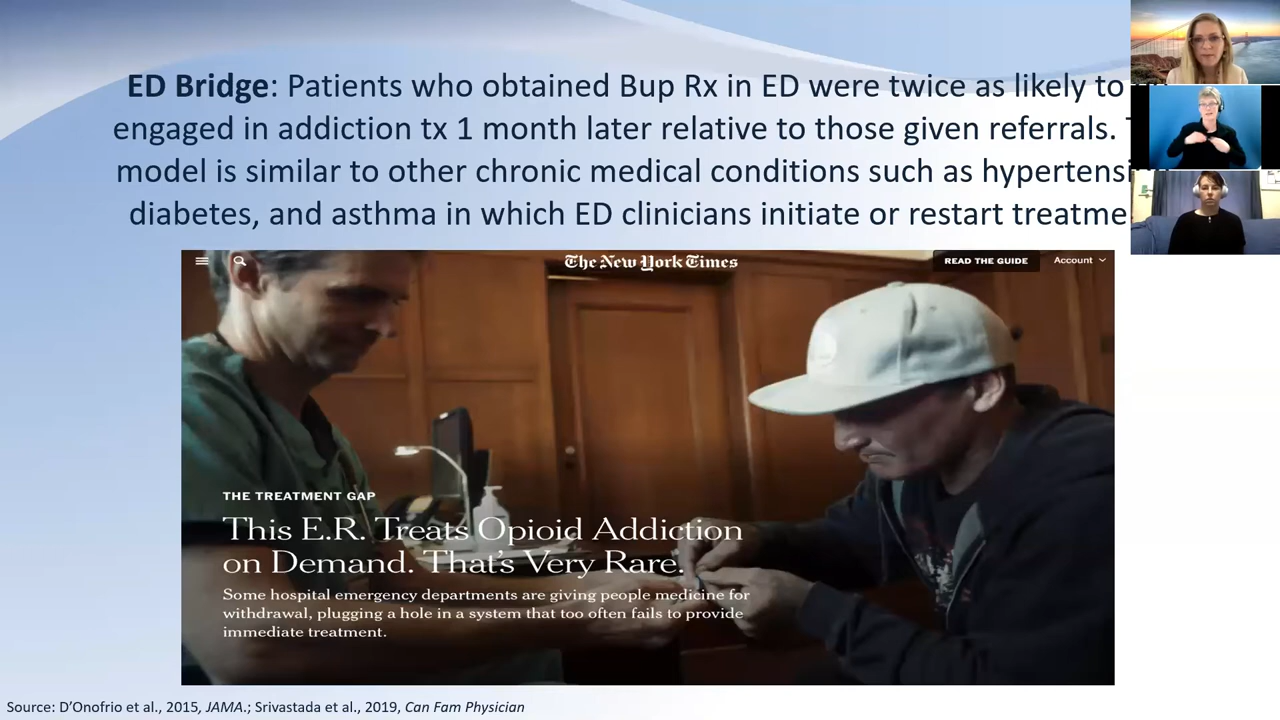 ED Bridge: Patients who obtained Bup Rx in ED were twice as likely to
engaged in addiction tx 1 month later relative to those given referrals.
model is similar to other chronic medical conditions such as
diabetes, and asthma in which ED clinicians initiate or restart
The New York Times
READ THE GUIDE
Account
THE TREATMENT GAP
This E.R. Treats Opioid Addiction
on Demand. That's Very Rare.
Some hospital emergency departments are giving people medicine for
withdrawal, plugging a hole in a system that too often fails to provide
immediate treatment.
Source: D'Onofrio et al., 2015, JAMA.; Srivastada et al., 2019, Can Fam Physician